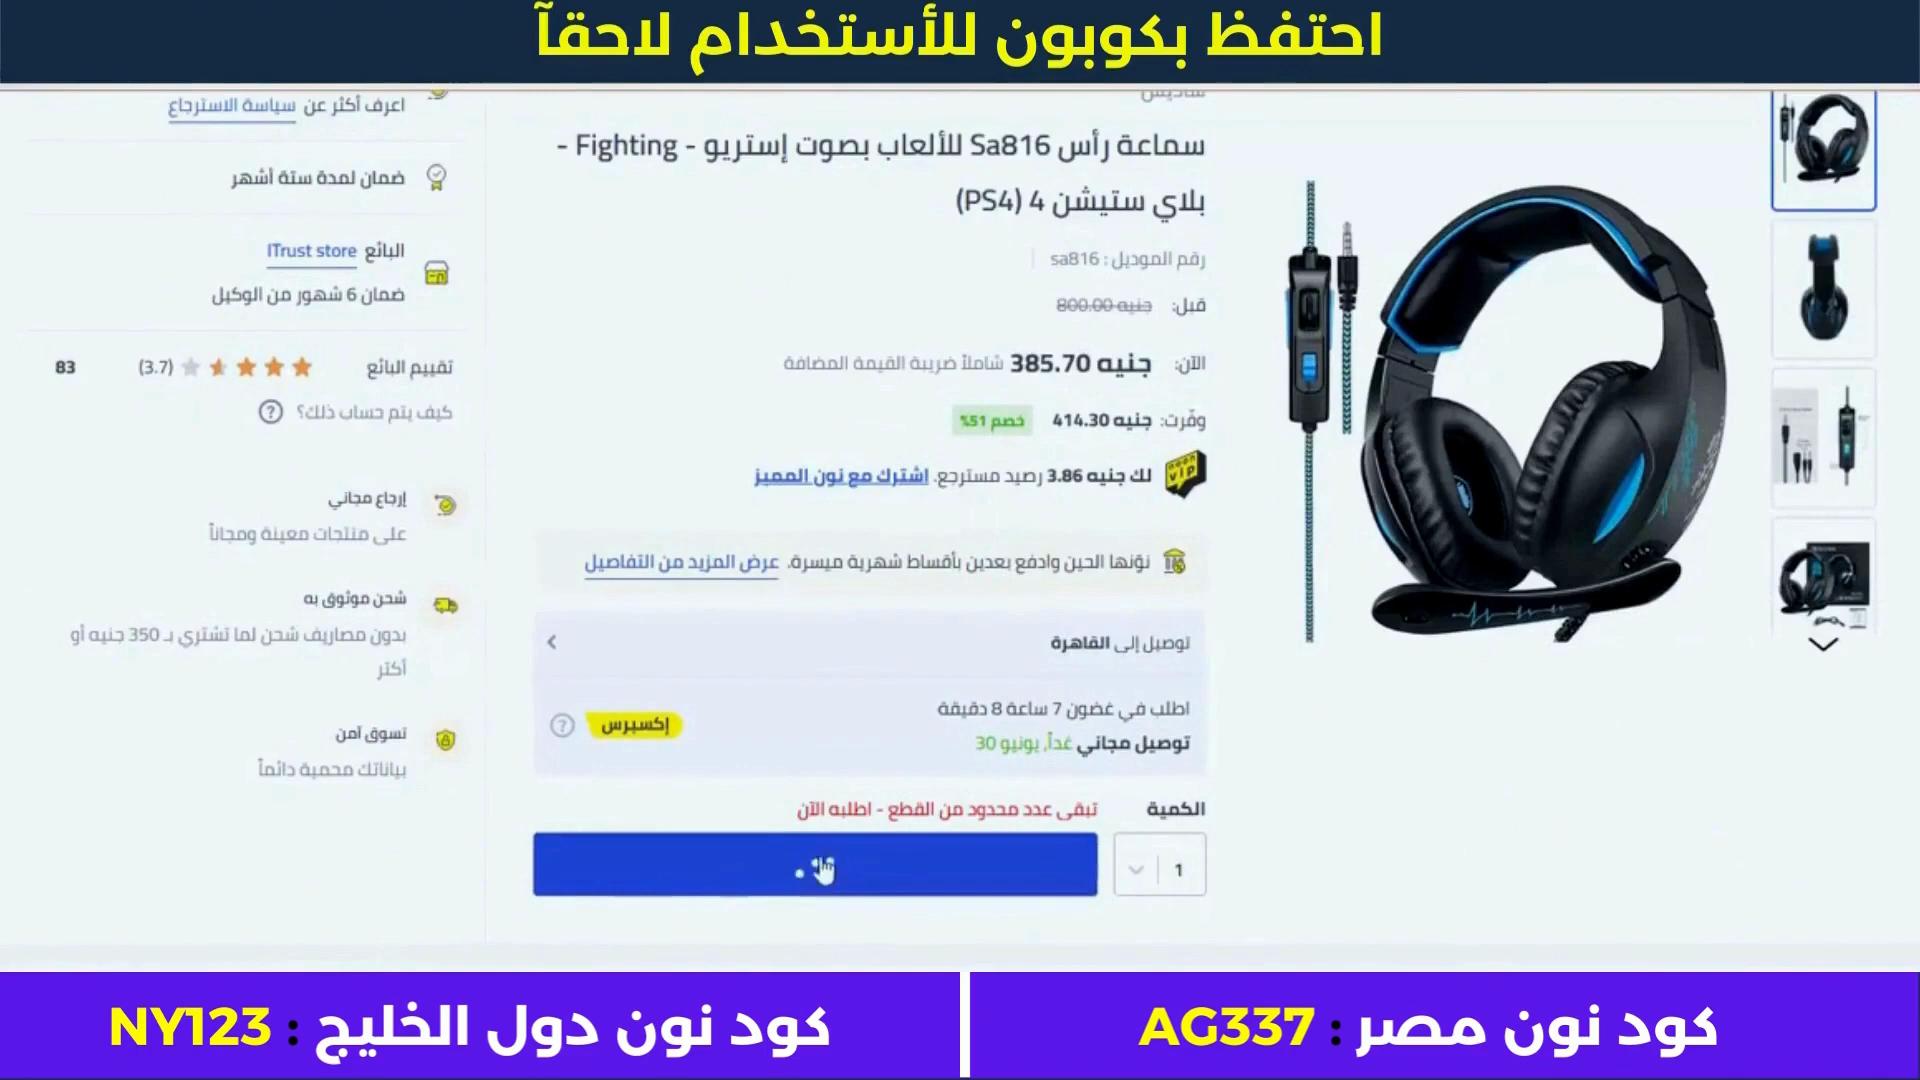 احتفظ بكوبون للأستخدام لاحقآ
سماعة رأس Sa816 للألعاب بصوت إستريو - Fighting -
بلاي ستيشن 4 (PS4)
رقم الموديل : sa816
قبل: جنيه 800.00
الآن: جنيه 385.70 شاملاً ضريبة القيمة المضافة
وفّرت: جنيه 414.30 خصم 51%
noon vip
لك جنيه 3.86 رصيد مسترجع. اشترك مع نون المميز
نوّنها الحين وادفع بعدين بأقساط شهرية ميسرة. عرض المزيد من التفاصيل
توصيل إلى القاهرة
اطلب في غضون 7 ساعة 8 دقيقة
توصيل مجاني غداً, يونيو 30
إكسبرس
الكمية
تبقى عدد محدود من القطع - اطلبه الآن
1
اعرف أكثر عن سياسة الاسترجاع
ضمان لمدة ستة أشهر
البائع ITrust store
ضمان 6 شهور من الوكيل
تقييم البائع (3.7) 83
كيف يتم حساب ذلك؟
إرجاع مجاني
على منتجات معينة ومجاناً
شحن موثوق به
بدون مصاريف شحن لما تشتري بـ 350 جنيه أو
أكثر
تسوق آمن
بياناتك محمية دائماً
كود نون مصر : AG337
كود نون دول الخليج : NY123